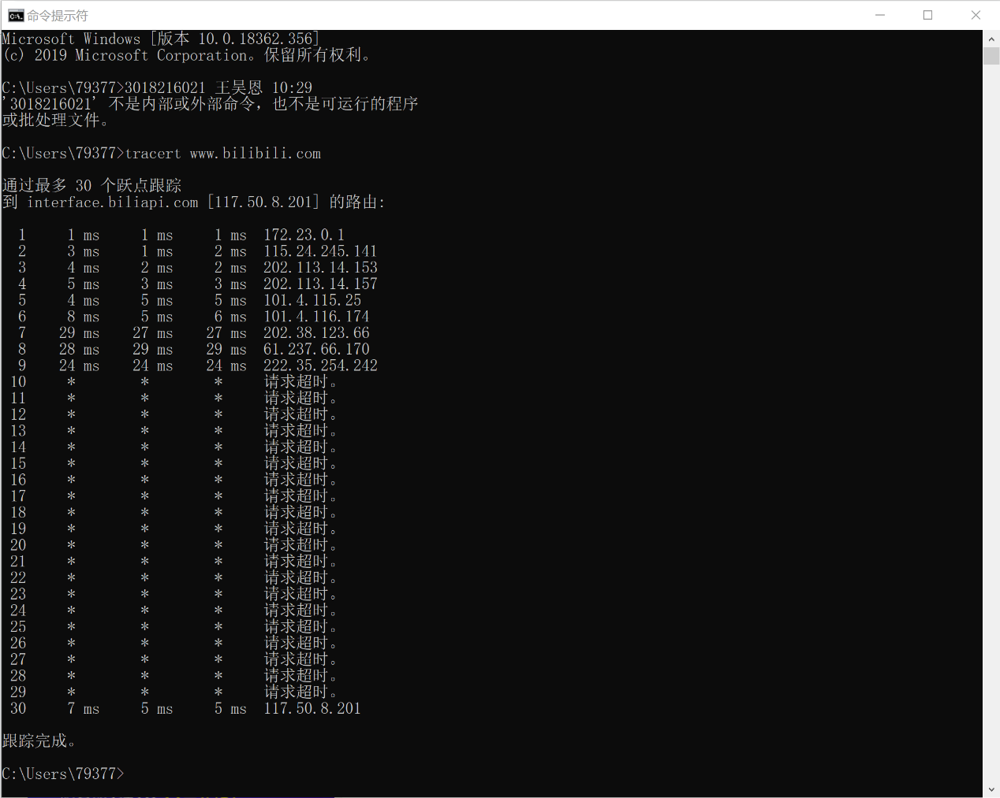 命令提示符
Microsoft Windows [版本 10.0.18362.356]
(c) 2019 Microsoft Corporation。保留所有权利。
C:\Users\79377>3018216021 王昊恩 10:29
'3018216021' 不是内部或外部命令，也不是可运行的程序
或批处理文件。
C:\Users\79377>tracert www.bilibili.com
通过最多 30 个跃点跟踪
到 interface.biliapi.com [117.50.8.201] 的路由:
1 1 ms 1 ms 1 ms 172.23.0.1
2 3 ms 1 ms 2 ms 115.24.245.141
3 4 ms 2 ms 2 ms 202.113.14.153
4 5 ms 3 ms 3 ms 202.113.14.157
5 4 ms 5 ms 5 ms 101.4.115.25
6 8 ms 5 ms 6 ms 101.4.116.174
7 29 ms 27 ms 27 ms 202.38.123.66
8 28 ms 29 ms 29 ms 61.237.66.170
9 24 ms 24 ms 24 ms 222.35.254.242
10 * * * 请求超时。
11 * * * 请求超时。
12 * * * 请求超时。
13 * * * 请求超时。
14 * * * 请求超时。
15 * * * 请求超时。
16 * * * 请求超时。
17 * * * 请求超时。
18 * * * 请求超时。
19 * * * 请求超时。
20 * * * 请求超时。
21 * * * 请求超时。
22 * * * 请求超时。
23 * * * 请求超时。
24 * * * 请求超时。
25 * * * 请求超时。
26 * * * 请求超时。
27 * * * 请求超时。
28 * * * 请求超时。
29 * * * 请求超时。
30 7 ms 5 ms 5 ms 117.50.8.201
跟踪完成。
C:\Users\79377>